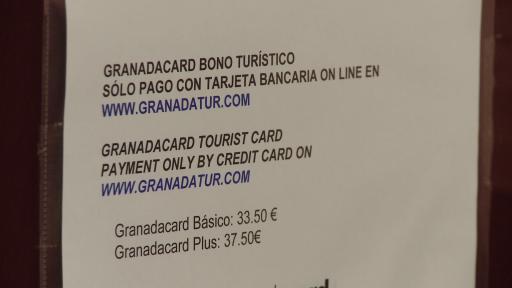 GRANADACARD BONO TURÍSTICO
SÓLO PAGO CON TARJETA BANCARIA ON LINE EN
WWW.GRANADATUR.COM
GRANADACARD TOURIST CARD
PAYMENT ONLY BY CREDIT CARD ON
WWW.GRANADATUR.COM
Granadacard Básico: 33.50 €
Granadacard Plus: 37.50€